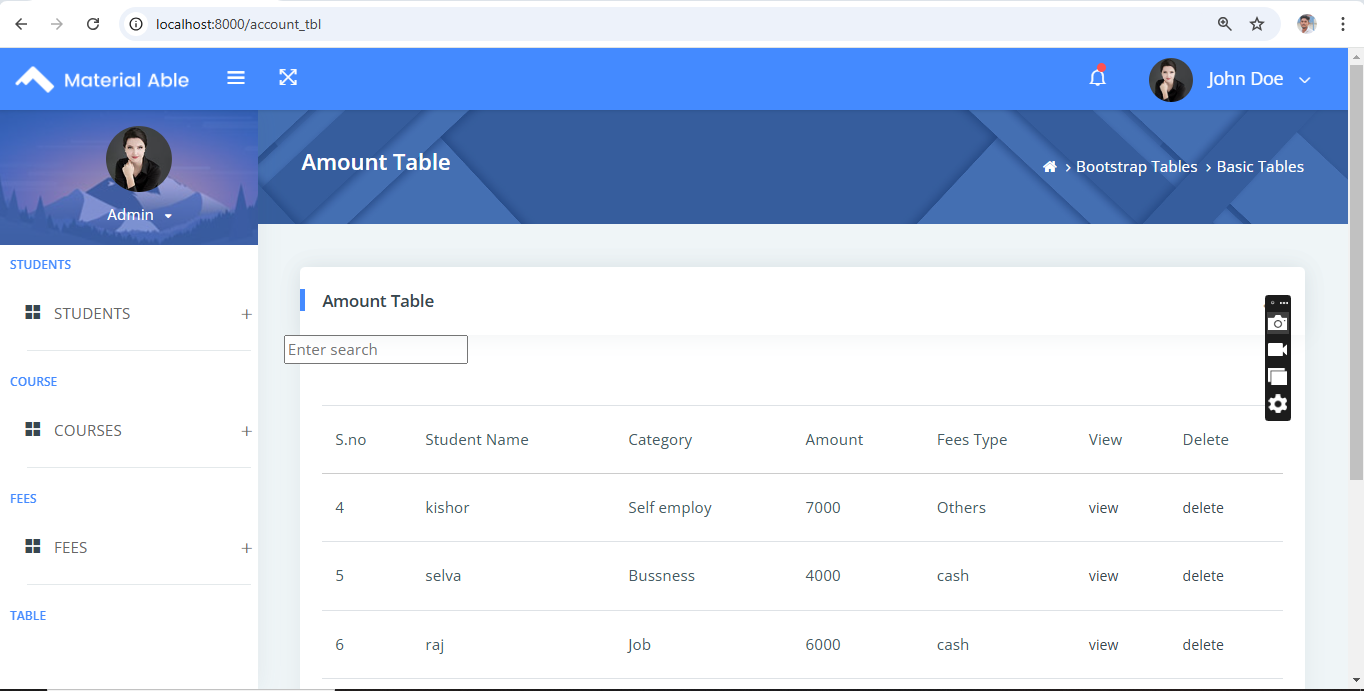 localhost:8000/account_tbl
Material Able
John Doe
Admin
Amount Table
Bootstrap Tables
Basic Tables
STUDENTS
STUDENTS
COURSE
COURSES
FEES
FEES
TABLE
Amount Table
Enter search
S.no Student Name Category Amount Fees Type View Delete
4 kishor Self employ 7000 Others view delete
5 selva Bussness 4000 cash view delete
6 raj Job 6000 cash view delete